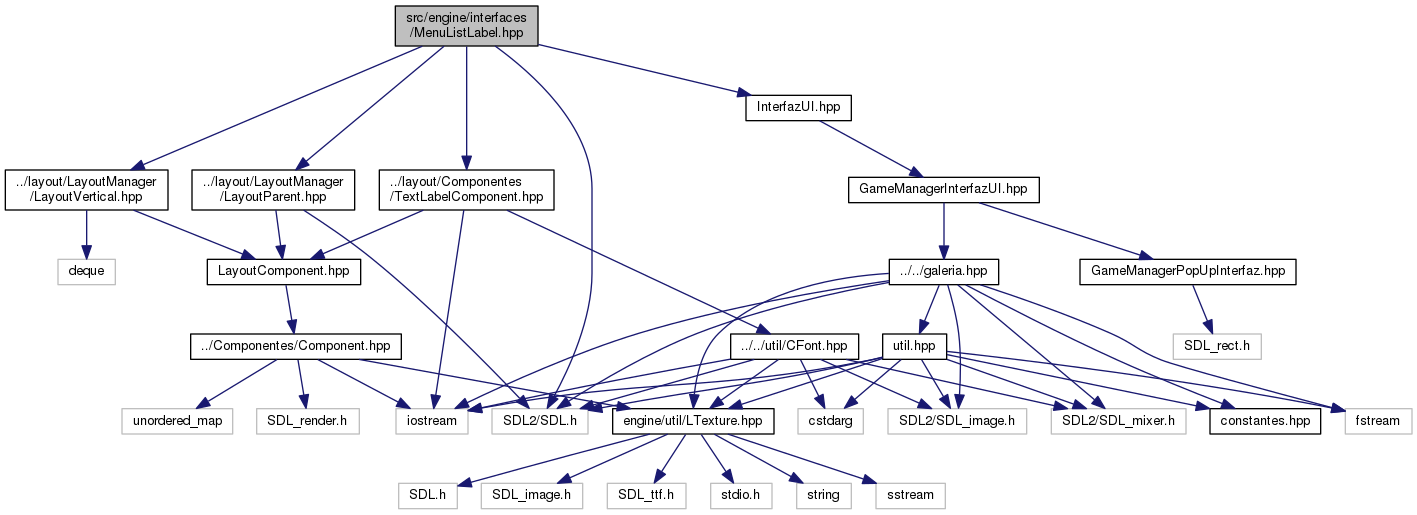 src/engine/interfaces
/MenuListLabel.hpp
InterfazUI.hpp
../layout/LayoutManager
/LayoutVertical.hpp
../layout/LayoutManager
/LayoutParent.hpp
../layout/Componentes
/TextLabelComponent.hpp
GameManagerInterfazUI.hpp
deque
LayoutComponent.hpp
../../galeria.hpp
GameManagerPopUpInterfaz.hpp
../Componentes/Component.hpp
../../util/CFont.hpp
util.hpp
SDL_rect.h
unordered_map
SDL_render.h
iostream
SDL2/SDL.h
engine/util/LTexture.hpp
cstdarg
SDL2/SDL_image.h
SDL2/SDL_mixer.h
constantes.hpp
fstream
SDL.h
SDL_image.h
SDL_ttf.h
stdio.h
string
sstream